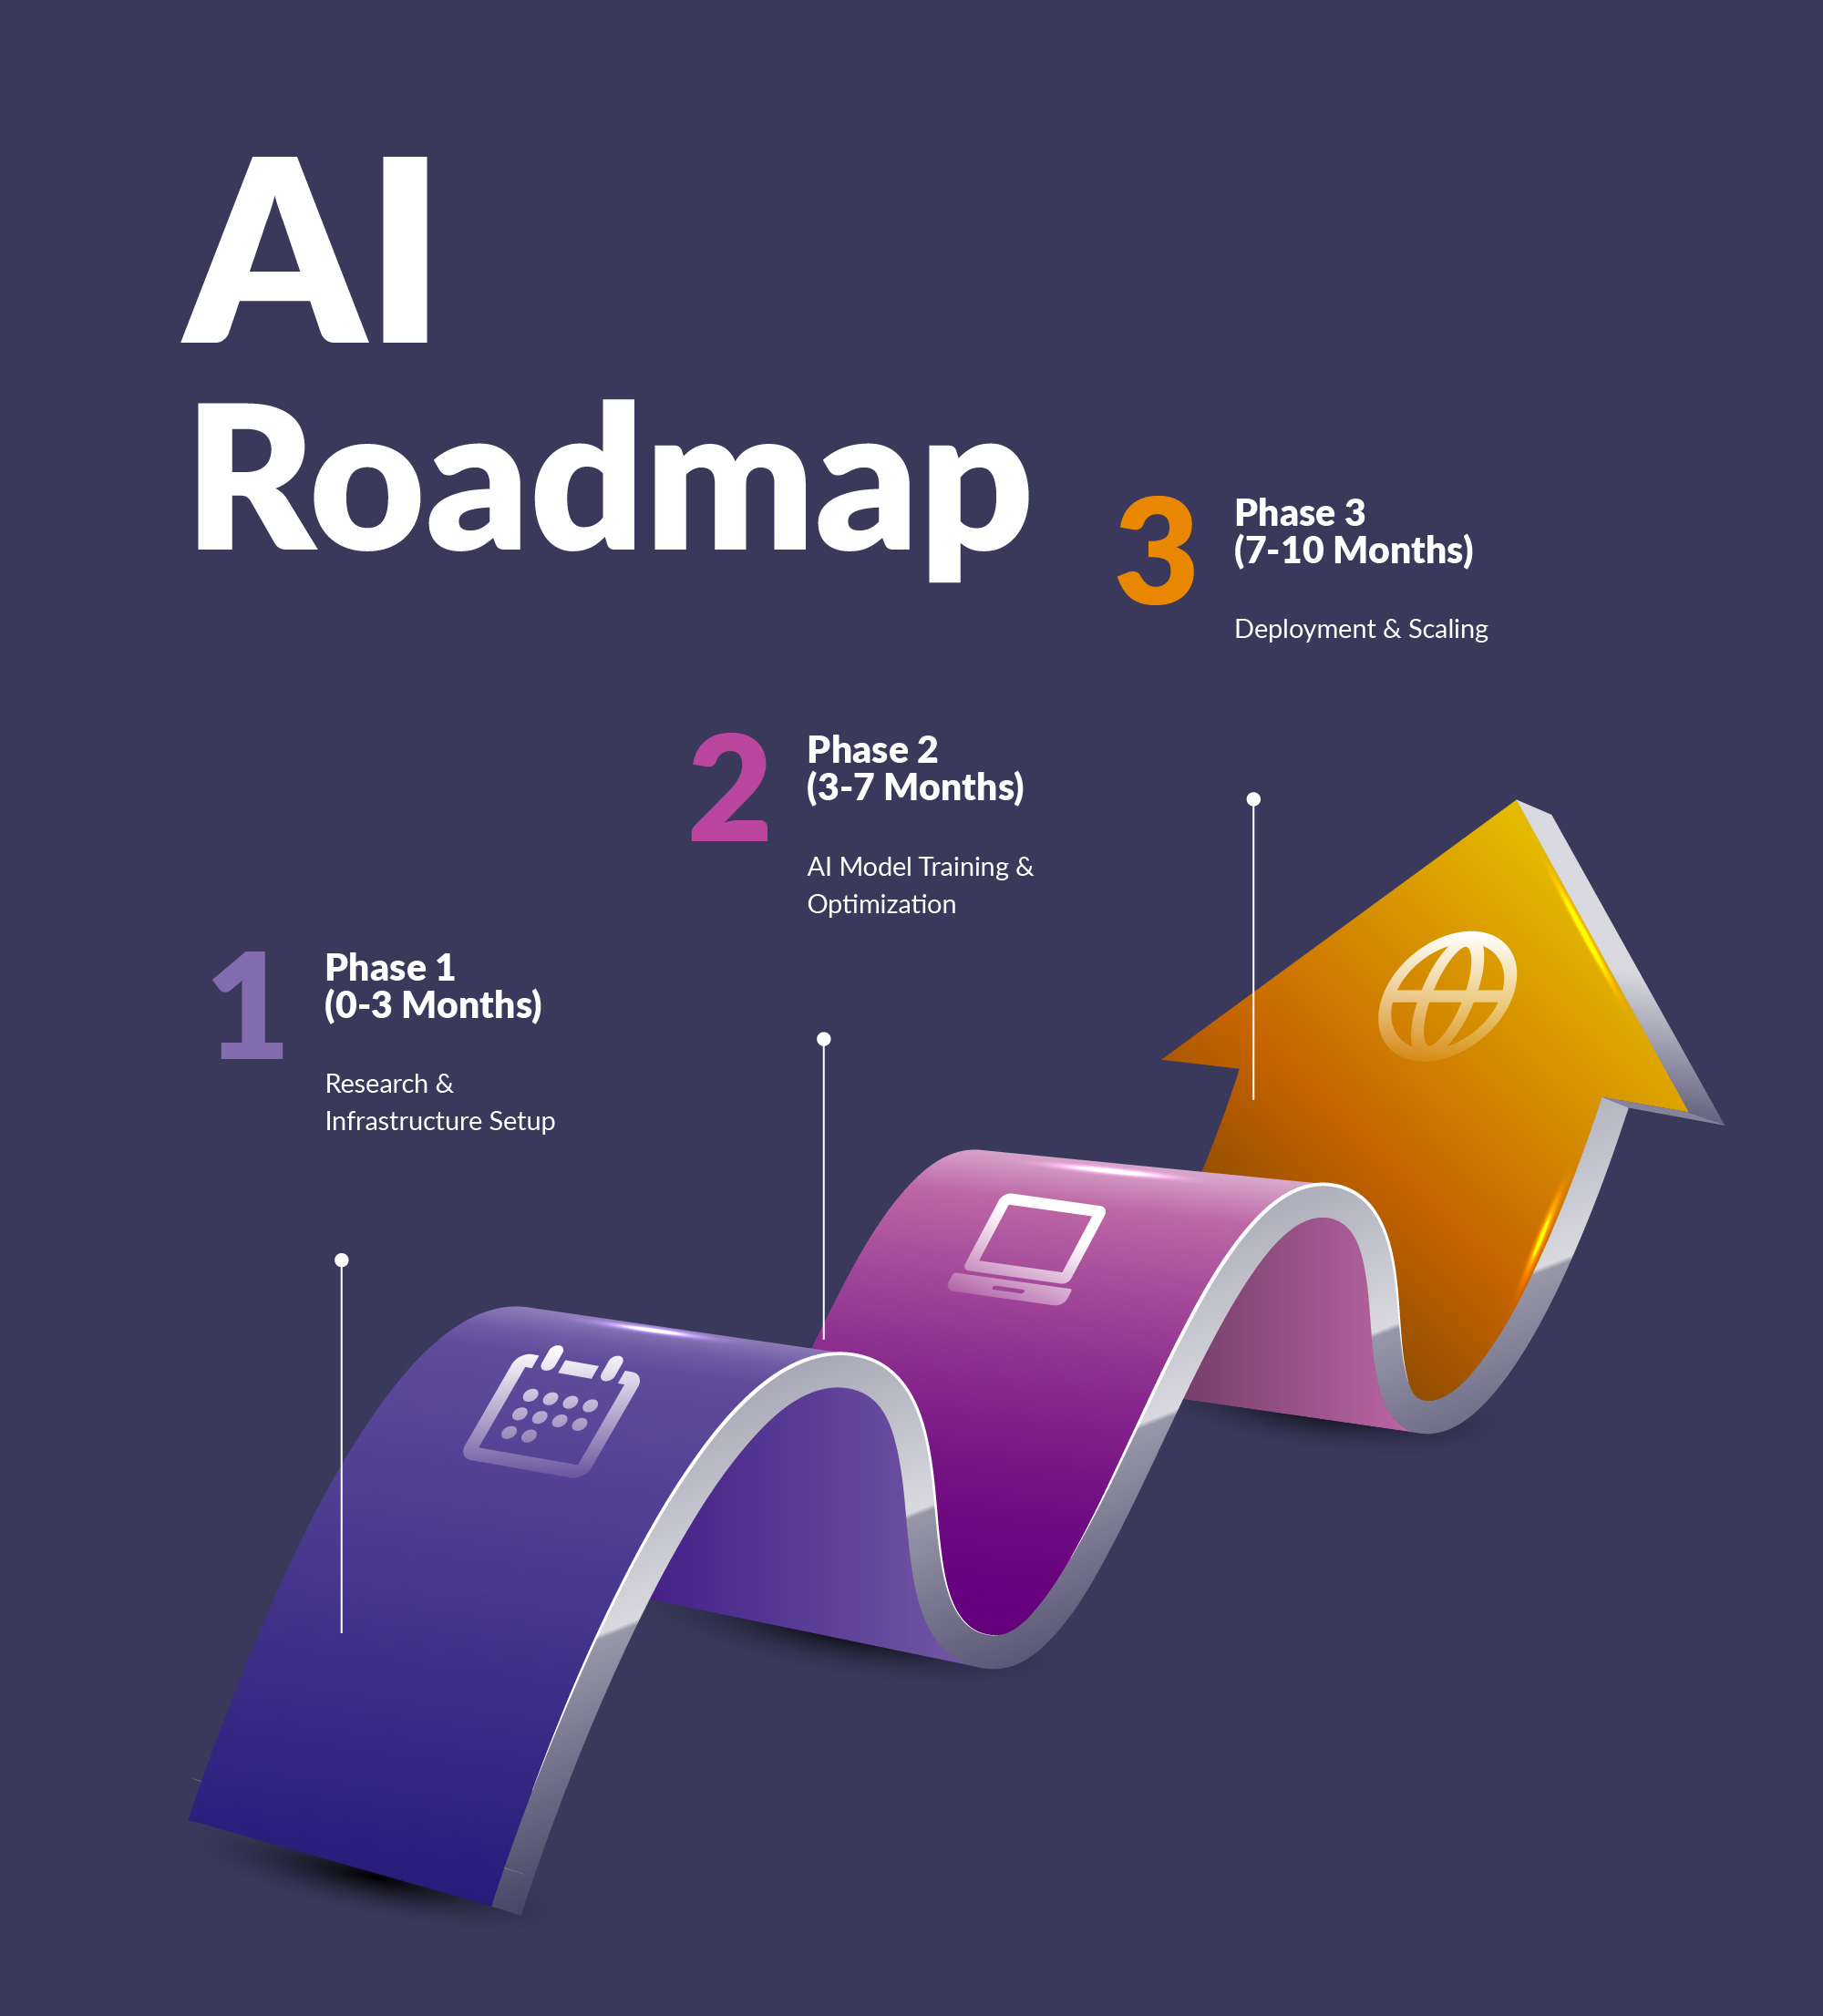 AI
Roadmap
3
Phase 3
(7-10 Months)
Deployment & Scaling
2
Phase 2
(3-7 Months)
AI Model Training &
Optimization
1
Phase 1
(0-3 Months)
Research &
Infrastructure Setup